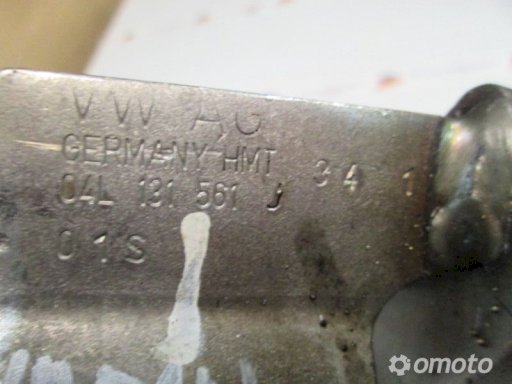 VW AG
GERMANY HMT
04L 131 561 J 34 1
01S
omoto